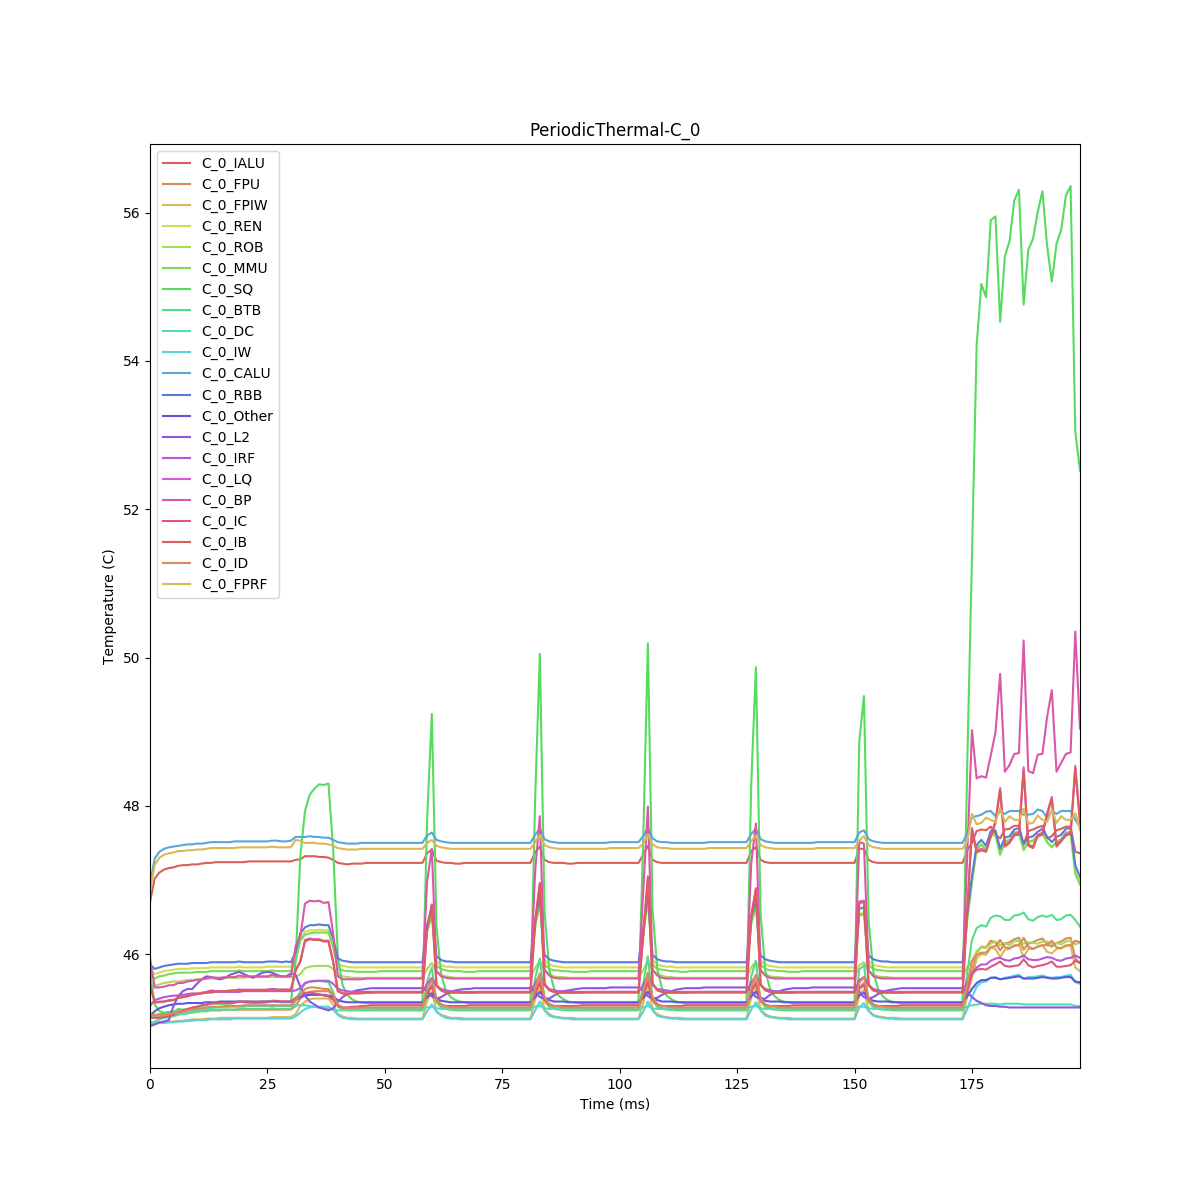 PeriodicThermal-C_0
C_0_IALU
C_0_FPU
C_0_FPIW
C_0_REN
C_0_ROB
C_0_MMU
C_0_SQ
C_0_BTB
C_0_DC
C_0_IW
C_0_CALU
C_0_RBB
C_0_Other
C_0_L2
C_0_IRF
C_0_LQ
C_0_BP
C_0_IC
C_0_IB
C_0_ID
C_0_FPRF
56
54
52
50
48
46
Temperature (C)
0 25 50 75 100 125 150 175
Time (ms)